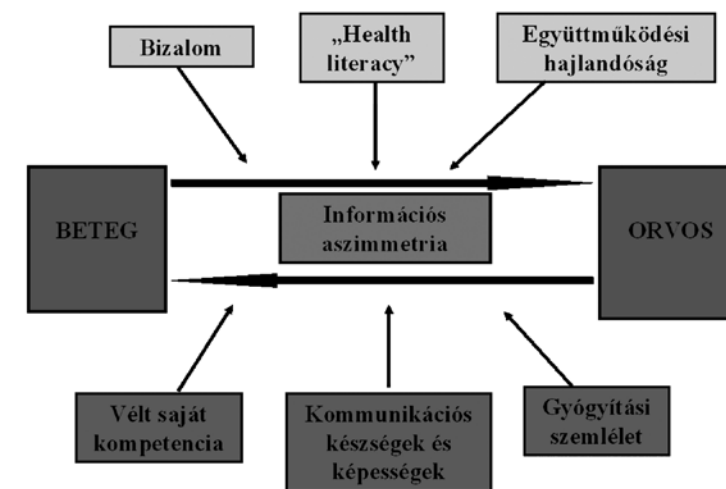 Bizalom
„Health
literacy”
Együttműködési
hajlandóság
BETEG
Információs
aszimmetria
ORVOS
Vélt saját
kompetencia
Kommunikációs
készségek és
képességek
Gyógyítási
szemlélet